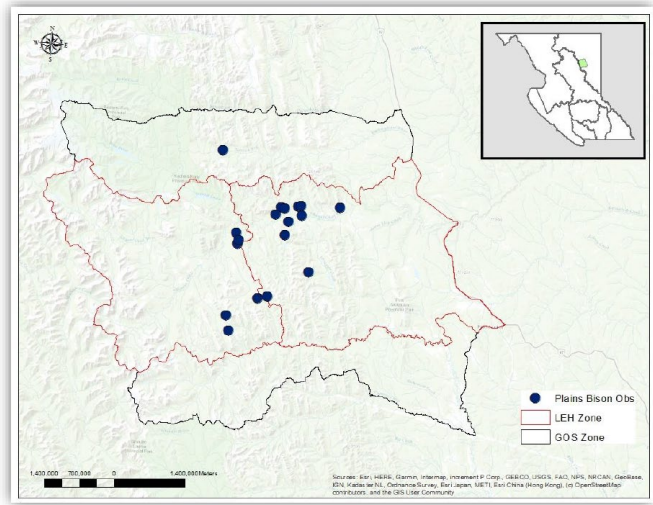 N
W E
S
Plains Bison Obs
LEH Zone
GOS Zone
1,400,000 700,000 0 1,400,000 Meters
Sources: Esri, HERE, Garmin, Intermap, increment P Corp., GEBCO, USGS, FAO, NPS, NRCAN, GeoBase,
IGN, Kadaster NL, Ordnance Survey, Esri Japan, METI, Esri China (Hong Kong), (c) OpenStreetMap
contributors, and the GIS User Community